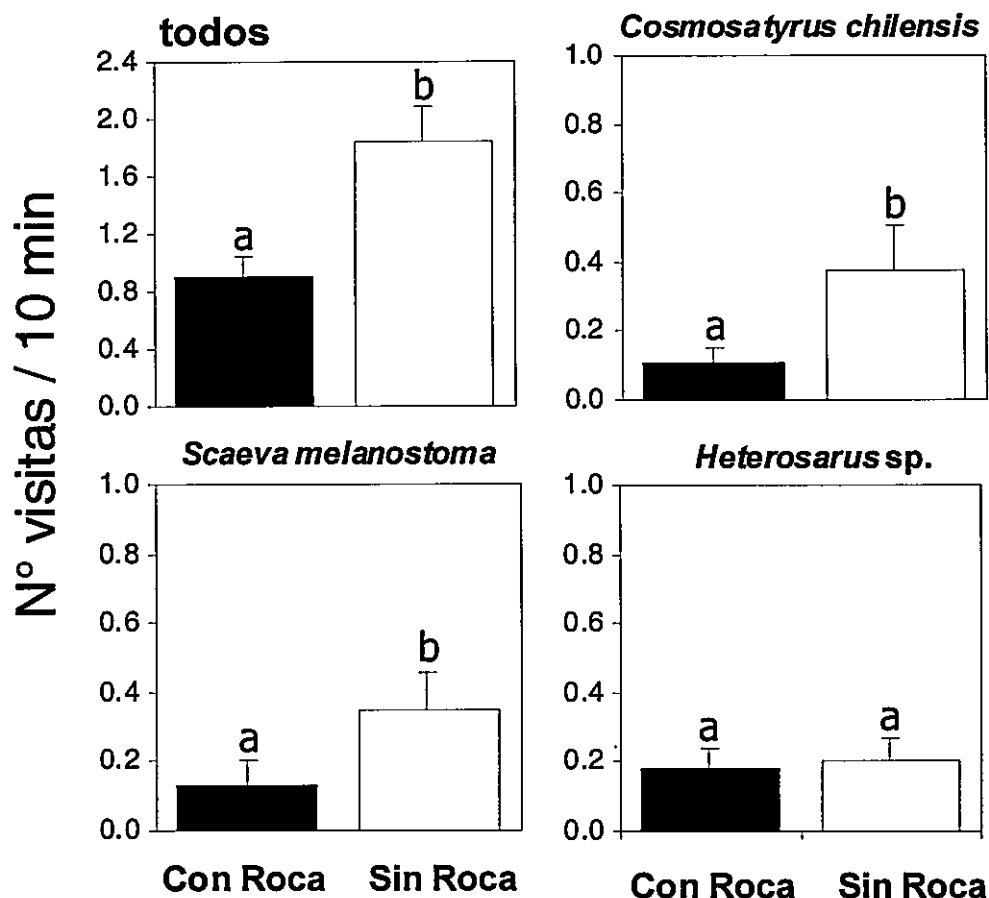 N° visitas / 10 min
todos
2.4
2.0
1.6
1.2
0.8
0.4
0.0
a
b
Cosmosatyrus chilensis
1.0
0.8
0.6
0.4
0.2
0.0
a
b
Scaeva melanostoma
1.0
0.8
0.6
0.4
0.2
0.0
a
b
Con Roca Sin Roca
Heterosarus sp.
1.0
0.8
0.6
0.4
0.2
0.0
a
a
Con Roca Sin Roca